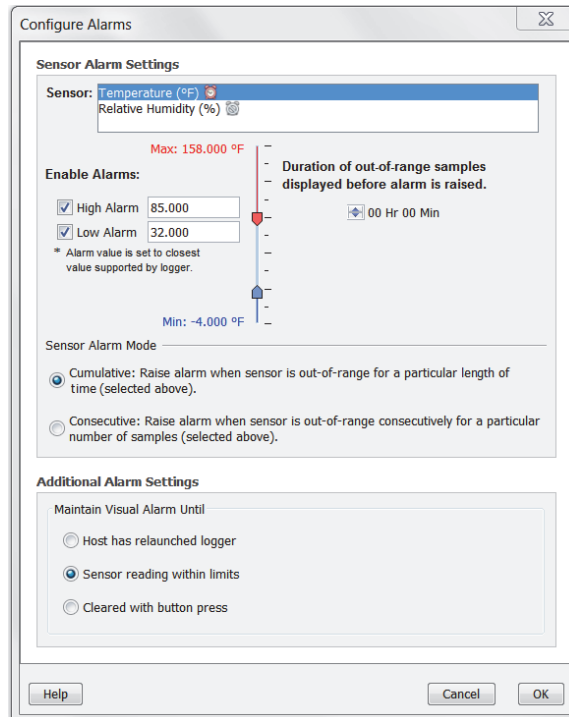 Configure Alarms
Sensor Alarm Settings
Sensor: Temperature (°F)
Relative Humidity (%)
Max: 158.000 °F
Enable Alarms:
Duration of out-of-range samples
displayed before alarm is raised.
High Alarm 85.000
00 Hr 00 Min
Low Alarm 32.000
* Alarm value is set to closest
value supported by logger.
Min: -4.000 °F
Sensor Alarm Mode
Cumulative: Raise alarm when sensor is out-of-range for a particular length of
time (selected above).
Consecutive: Raise alarm when sensor is out-of-range consecutively for a particular
number of samples (selected above).
Additional Alarm Settings
Maintain Visual Alarm Until
Host has relaunched logger
Sensor reading within limits
Cleared with button press
Help Cancel OK